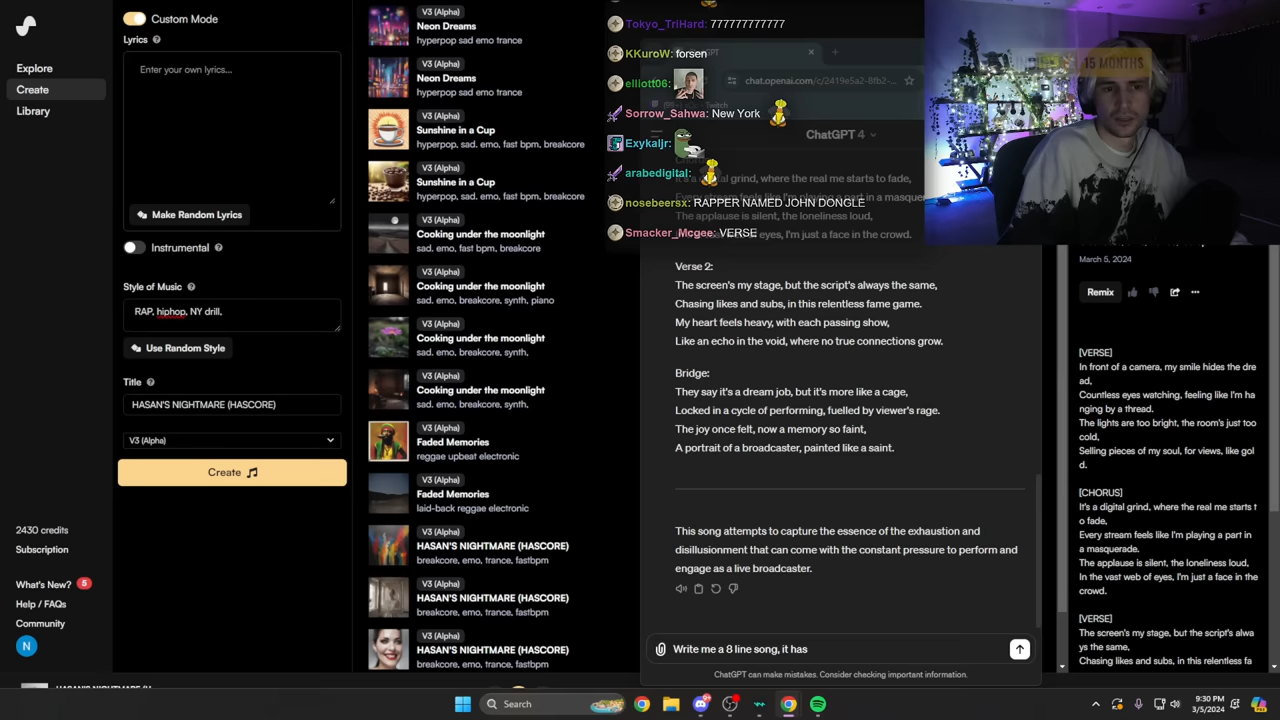 Explore
Create
Library
2430 credits
Subscription
What's New? 5
Help / FAQs
Community
N
Custom Mode
Lyrics
Enter your own lyrics...
Make Random Lyrics
Instrumental
Style of Music
RAP, hiphop, NY drill,
Use Random Style
Title
HASAN'S NIGHTMARE (HASCORE)
V3 (Alpha)
Create
V3 (Alpha)
Neon Dreams
hyperpop sad emo trance
V3 (Alpha)
Neon Dreams
hyperpop sad emo trance
V3 (Alpha)
Sunshine in a Cup
hyperpop, sad, emo, fast bpm, breakcore
V3 (Alpha)
Sunshine in a Cup
hyperpop, sad, emo, fast bpm, breakcore
V3 (Alpha)
Cooking under the moonlight
sad, emo, fast bpm, breakcore
V3 (Alpha)
Cooking under the moonlight
sad, emo, breakcore, synth, piano
V3 (Alpha)
Cooking under the moonlight
sad. emo, breakcore, synth,
V3 (Alpha)
Cooking under the moonlight
sad. emo, breakcore, synth,
V3 (Alpha)
Faded Memories
reggae upbeat electronic
V3 (Alpha)
Faded Memories
laid-back reggae electronic
V3 (Alpha)
HASAN'S NIGHTMARE (HASCORE)
breakcore, emo, trance, fastbpm
V3 (Alpha)
HASAN'S NIGHTMARE (HASCORE)
breakcore, emo, trance, fastbpm
V3 (Alpha)
HASAN'S NIGHTMARE (HASCORE)
breakcore, emo, trance, fastbpm
Tokyo_TriHard: 777777777777
KKuroW: forsen
elliott06:
Sorrow_Sahwa: New York
Exykaljr:
arabedigital:
nosebeersx: RAPPER NAMED JOHN DONGLE
Smacker_Mcgee: VERSE
chat.openai.com/c/2419e5a2-8fb2-
ChatGPT 4
It's a digital grind, where the real me starts to fade,
The applause is silent, the loneliness loud,
eyes, I'm just a face in the crowd.
Verse 2:
The screen's my stage, but the script's always the same,
Chasing likes and subs, in this relentless fame game.
My heart feels heavy, with each passing show,
Like an echo in the void, where no true connections grow.
Bridge:
They say it's a dream job, but it's more like a cage,
Locked in a cycle of performing, fuelled by viewer's rage.
The joy once felt, now a memory so faint,
A portrait of a broadcaster, painted like a saint.
This song attempts to capture the essence of the exhaustion and
disillusionment that can come with the constant pressure to perform and
engage as a live broadcaster.
Write me a 8 line song, it has
ChatGPT can make mistakes. Consider checking important information.
15 MONTHS
March 5, 2024
Remix
[VERSE]
In front of a camera, my smile hides the dre
ad,
Countless eyes watching, feeling like I'm ha
nging by a thread.
The lights are too bright, the room's just too
cold,
Selling pieces of my soul, for views, like gol
d.
[CHORUS]
It's a digital grind, where the real me starts t
o fade,
Every stream feels like I'm playing a part in
a masquerade.
The applause is silent, the loneliness loud,
In the vast web of eyes, I'm just a face in the
crowd.
[VERSE]
The screen's my stage, but the script's alwa
ys the same,
Chasing likes and subs, in this relentless fa
Search
9:30 PM
3/5/2024